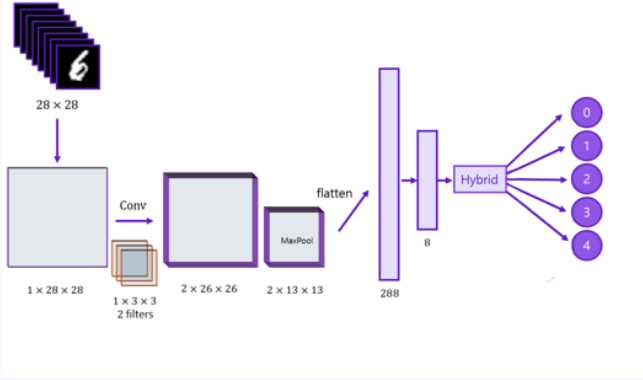 6
28 × 28
Conv
1 × 28 × 28
1 × 3 × 3
2 filters
2 × 26 × 26
MaxPool
2 × 13 × 13
flatten
288
8
Hybrid
0
1
2
3
4